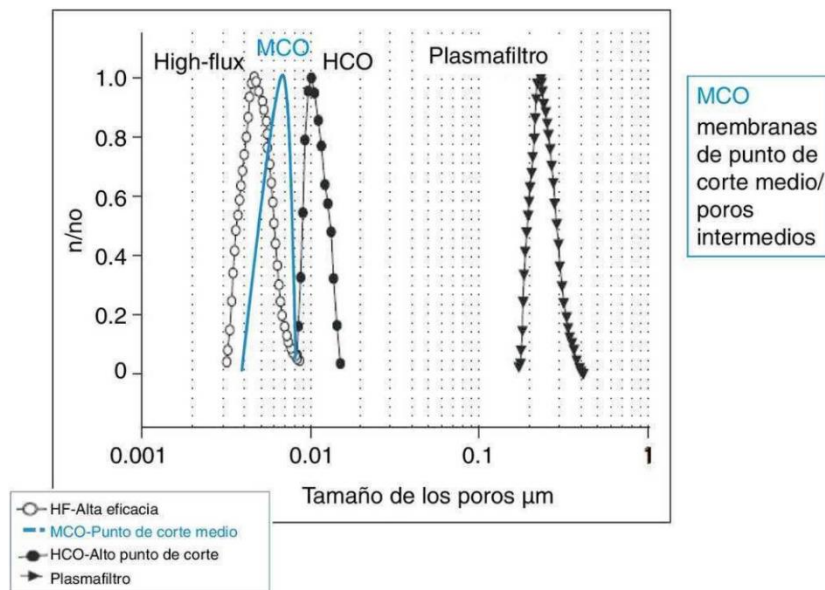 High-flux
MCO
HCO
Plasmafiltro
1.0
0.8
0.6
0.4
0.2
0
n/no
0.001
0.01
0.1
1
Tamaño de los poros µm
HF-Alta eficacia
MCO-Punto de corte medio
HCO-Alto punto de corte
Plasmafiltro
MCO
membranas
de punto de
corte medio/
poros
intermedios